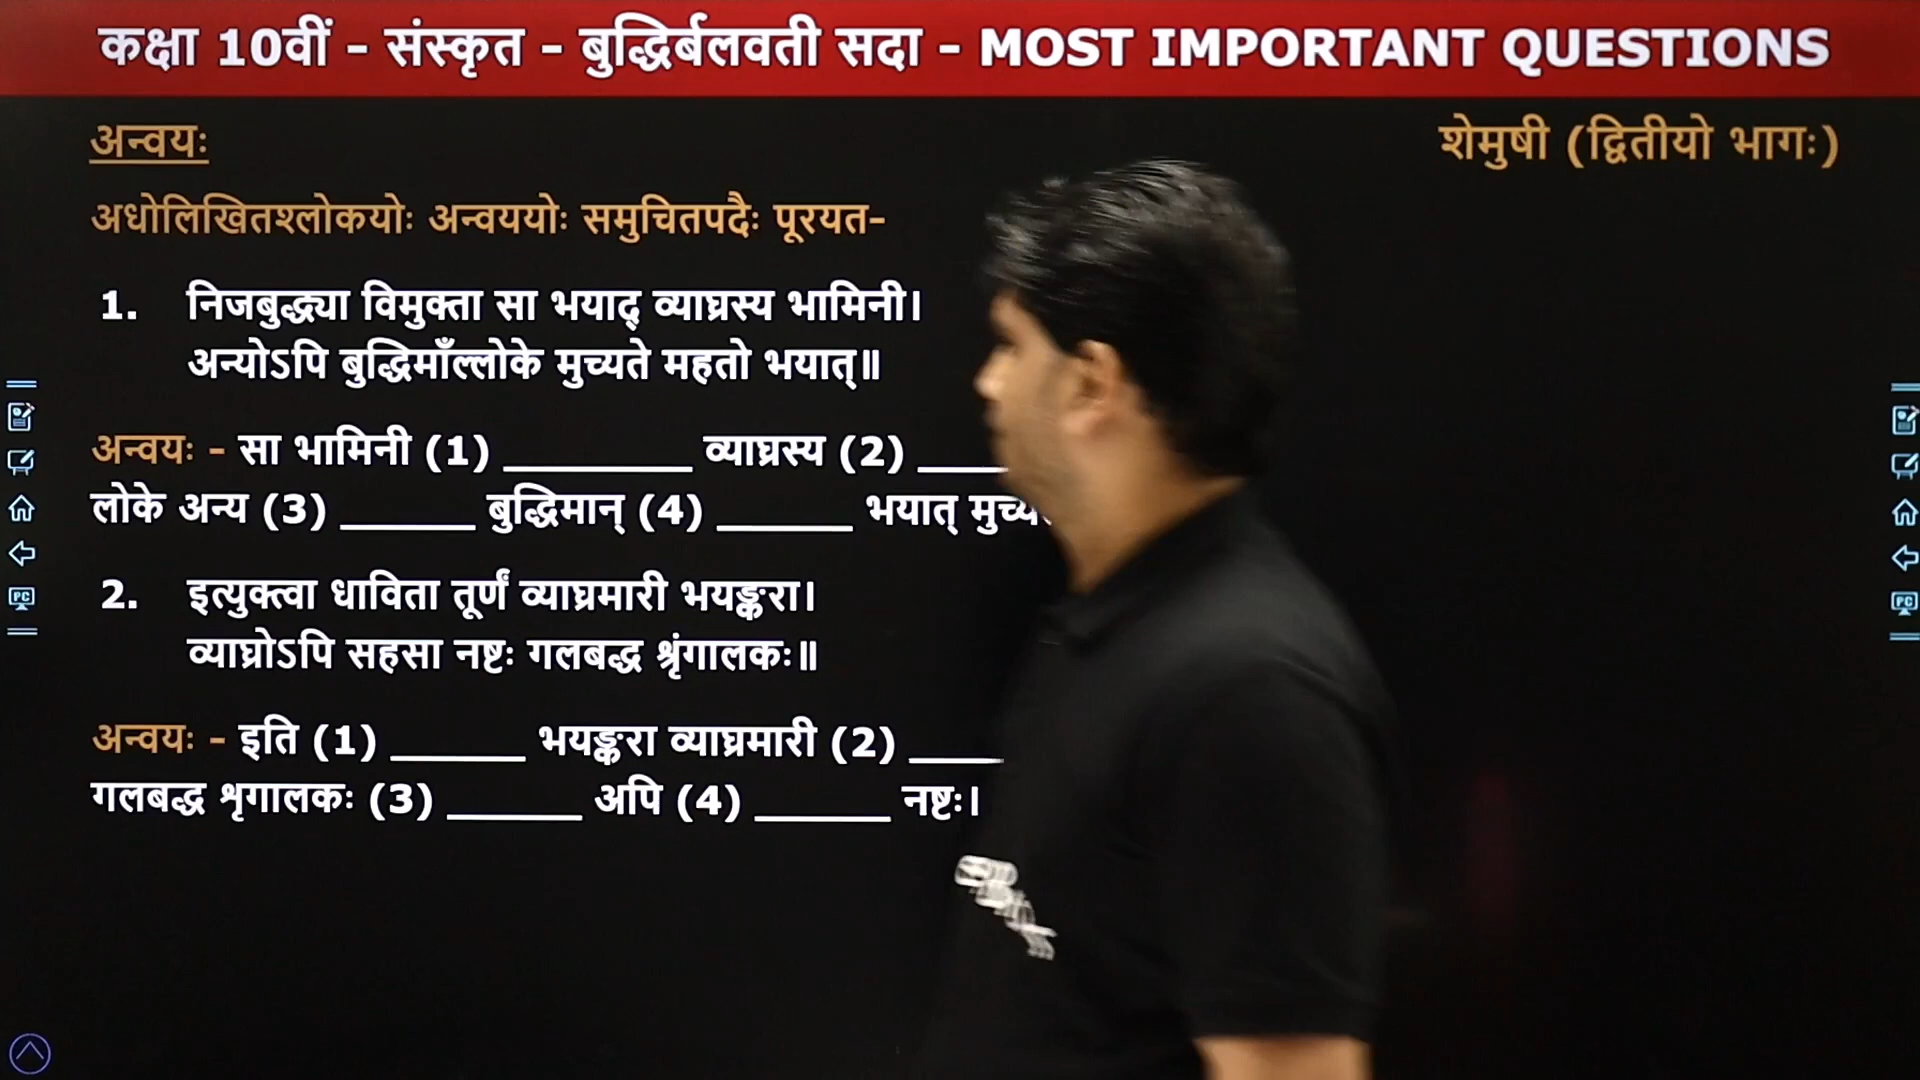 कक्षा 10वीं - संस्कृत - बुद्धिर्बलवती सदा - MOST IMPORTANT QUESTIONS
अन्वयः
शेमुषी (द्वितीयो भागः)
अधोलिखितश्लोकयोः अन्वययोः समुचितपदैः पूरयत-
1. निजबुद्ध्या विमुक्ता सा भयाद् व्याघ्रस्य भामिनी।
अन्योऽपि बुद्धिमाँल्लोके मुच्यते महतो भयात्॥
अन्वयः - सा भामिनी (1) ________ व्याघ्रस्य (2) ____
लोके अन्य (3) ______ बुद्धिमान् (4) ______ भयात्
2. इत्युक्त्वा धाविता तूर्णं व्याघ्रमारी भयङ्करा।
व्याघ्रोऽपि सहसा नष्टः गलबद्ध श्रृंगालकः॥
अन्वयः - इति (1) ______ भयङ्करा व्याघ्रमारी (2) ____
गलबद्ध शृगालकः (3) ______ अपि (4) ______ नष्टः।
PC
PC